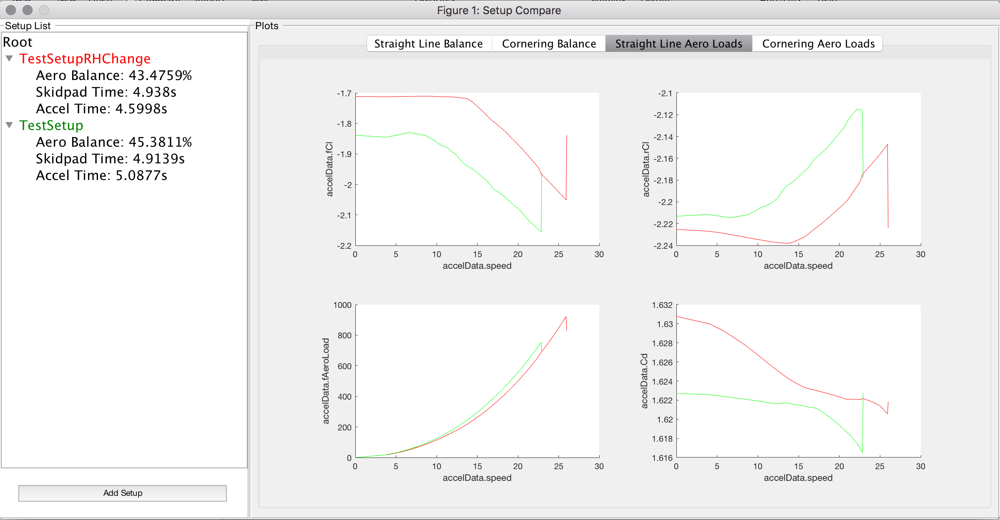 Figure 1: Setup Compare
Setup List
Plots
Root
TestSetupRHChange
Aero Balance: 43.4759%
Skidpad Time: 4.938s
Accel Time: 4.5998s
TestSetup
Aero Balance: 45.3811%
Skidpad Time: 4.9139s
Accel Time: 5.0877s
Add Setup
Straight Line Balance
Cornering Balance
Straight Line Aero Loads
Cornering Aero Loads
-1.7
-1.8
-1.9
-2
-2.1
-2.2
accelData.fCl
0 5 10 15 20 25 30
accelData.speed
-2.1
-2.12
-2.14
-2.16
-2.18
-2.2
-2.22
-2.24
accelData.rCl
0 5 10 15 20 25 30
accelData.speed
1000
800
600
400
200
0
accelData.fAeroLoad
0 5 10 15 20 25 30
accelData.speed
1.632
1.63
1.628
1.626
1.624
1.622
1.62
1.618
1.616
accelData.Cd
0 5 10 15 20 25 30
accelData.speed